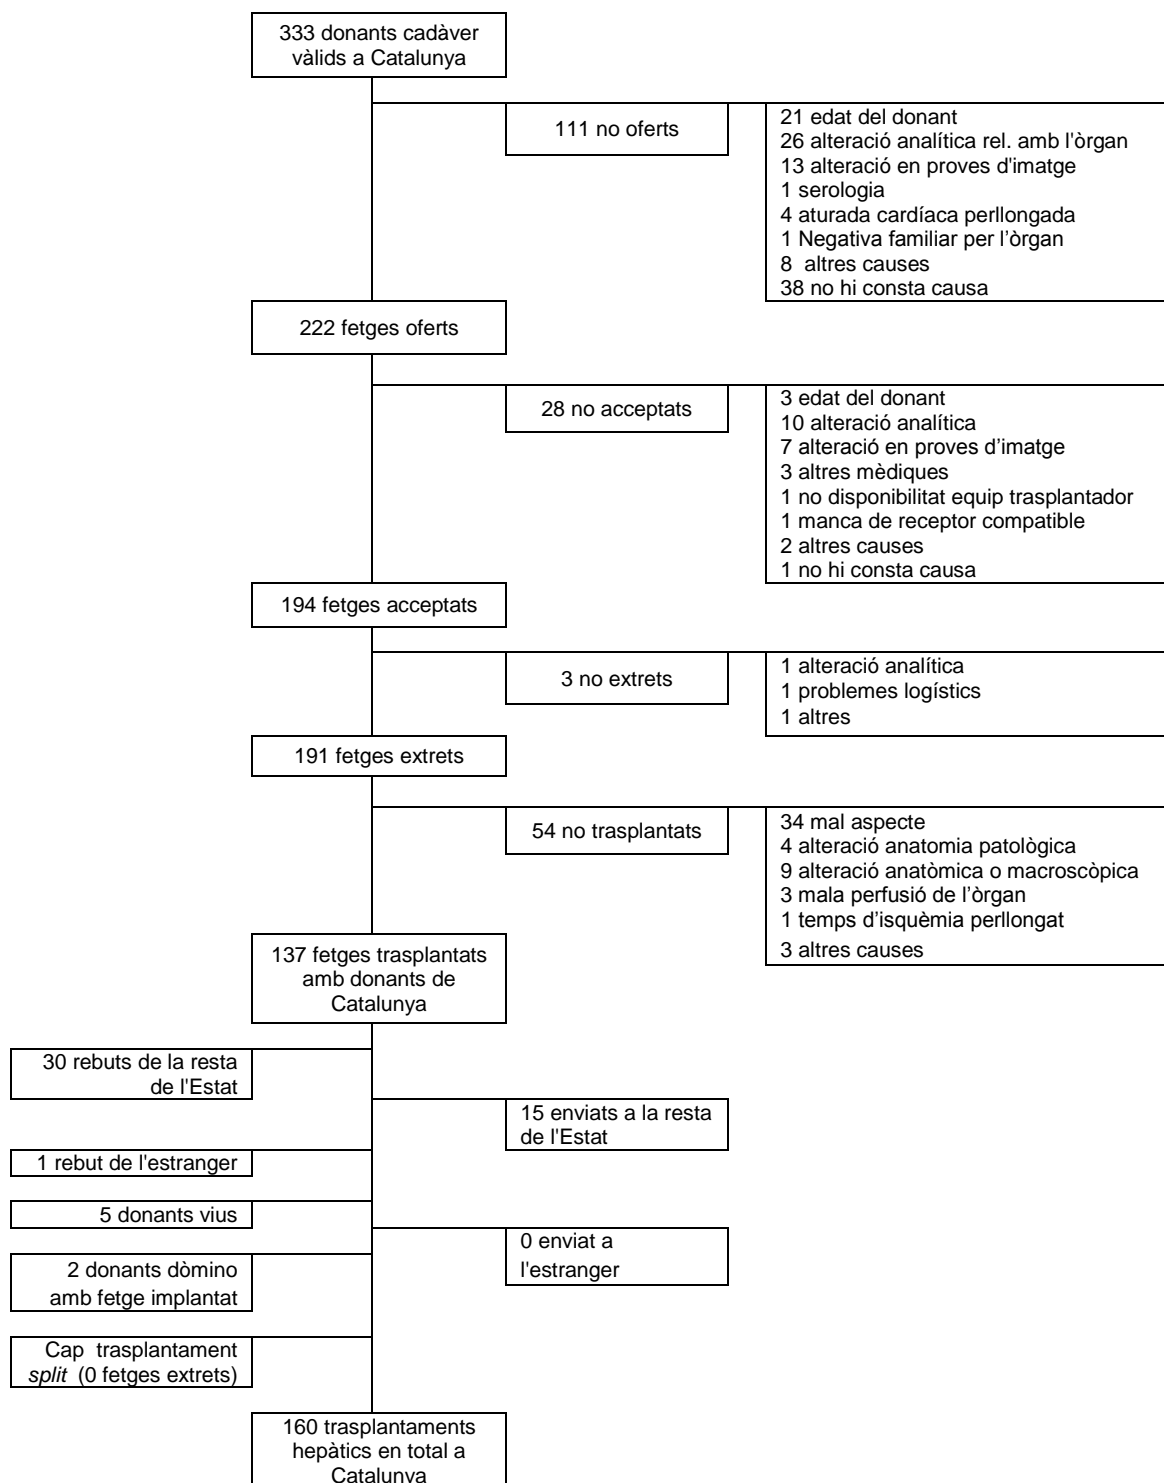 333 donants cadàver
vàlids a Catalunya
111 no oferts
21 edat del donant
26 alteració analítica rel. amb l'òrgan
13 alteració en proves d'imatge
1 serologia
4 aturada cardíaca perllongada
1 Negativa familiar per l’òrgan
8 altres causes
38 no hi consta causa
222 fetges oferts
28 no acceptats
3 edat del donant
10 alteració analítica
7 alteració en proves d’imatge
3 altres mèdiques
1 no disponibilitat equip trasplantador
1 manca de receptor compatible
2 altres causes
1 no hi consta causa
194 fetges acceptats
3 no extrets
1 alteració analítica
1 problemes logístics
1 altres
191 fetges extrets
54 no trasplantats
34 mal aspecte
4 alteració anatomia patològica
9 alteració anatòmica o macroscòpica
3 mala perfusió de l’òrgan
1 temps d’isquèmia perllongat
3 altres causes
137 fetges trasplantats
amb donants de
Catalunya
30 rebuts de la resta
de l'Estat
15 enviats a la resta
de l'Estat
1 rebut de l'estranger
5 donants vius
0 enviat a
l'estranger
2 donants dòmino
amb fetge implantat
Cap trasplantament
split (0 fetges extrets)
160 trasplantaments
hepàtics en total a
Catalunya